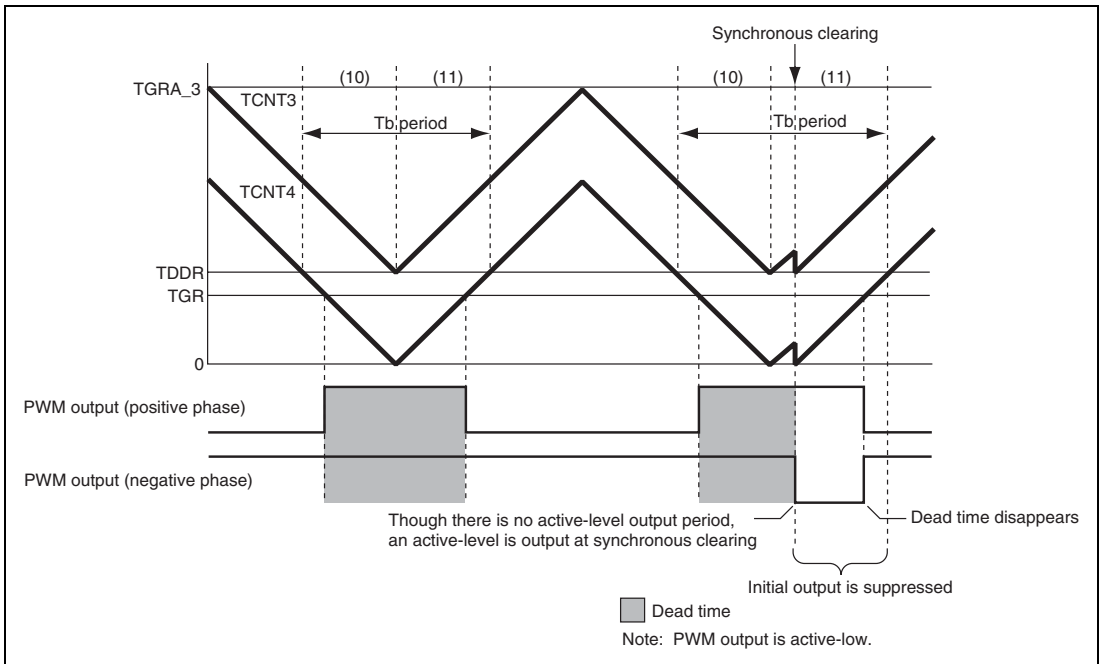 Synchronous clearing
(10) (11) (10) (11)
TGRA_3
TCNT3
Tb period Tb period
TCNT4
TDDR
TGR
0
PWM output (positive phase)
PWM output (negative phase)
Though there is no active-level output period,
an active-level is output at synchronous clearing
Dead time disappears
Initial output is suppressed
Dead time
Note: PWM output is active-low.